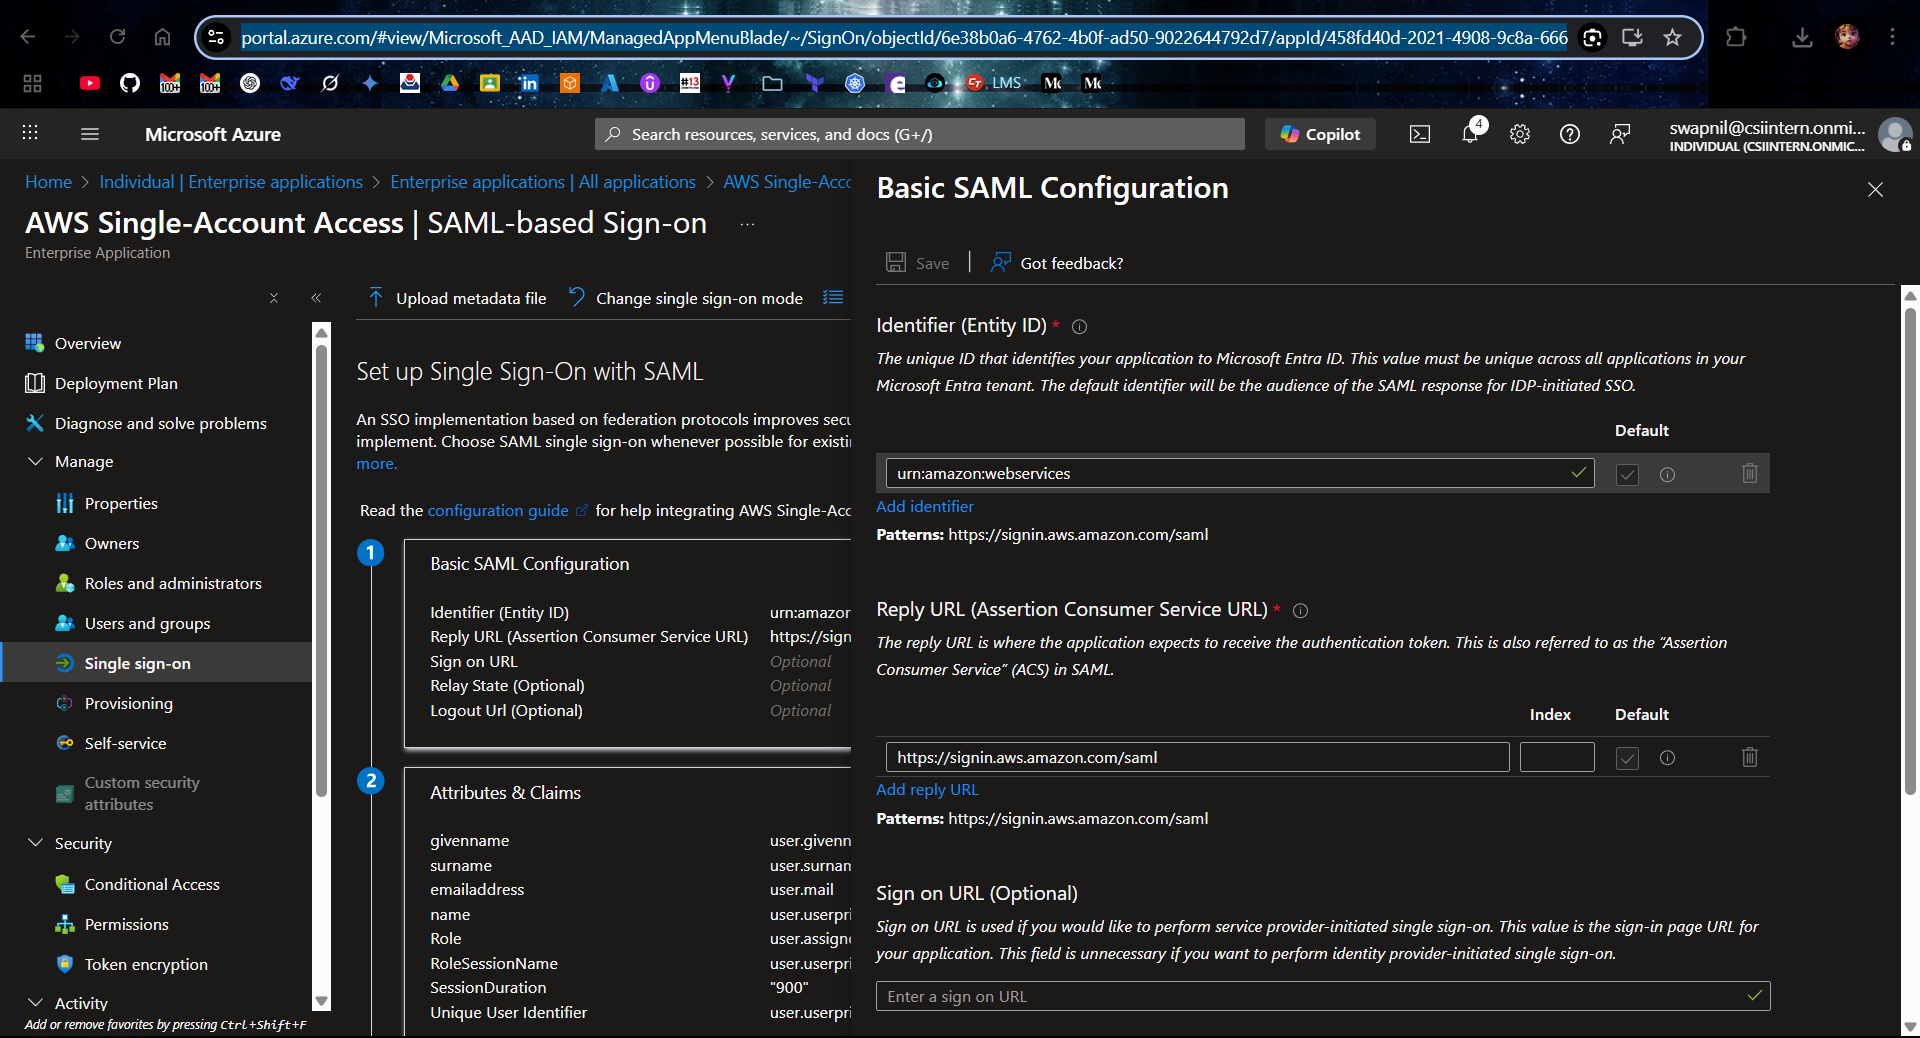 portal.azure.com/#view/Microsoft_AAD_IAM/ManagedAppMenuBlade/~/SignOn/objectId/6e38b0a6-4762-4b0f-ad50-9022644792d7/appId/458fd40d-2021-4908-9c8a-666
100+
100+
#13
LMS
Microsoft Azure
Search resources, services, and docs (G+/)
Copilot
4
swapnil@csiintern.onmi...
INDIVIDUAL (CSIINTERN.ONMIC...
Home > Individual | Enterprise applications > Enterprise applications | All applications > AWS Single-Acco
AWS Single-Account Access | SAML-based Sign-on ...
Enterprise Application
Overview
Deployment Plan
Diagnose and solve problems
Manage
Properties
Owners
Roles and administrators
Users and groups
Single sign-on
Provisioning
Self-service
Custom security
attributes
Security
Conditional Access
Permissions
Token encryption
Activity
Add or remove favorites by pressing Ctrl+Shift+F
Upload metadata file
Change single sign-on mode
Set up Single Sign-On with SAML
An SSO implementation based on federation protocols improves secu
implement. Choose SAML single sign-on whenever possible for existi
more.
Read the configuration guide for help integrating AWS Single-Acc
1
Basic SAML Configuration
Identifier (Entity ID) urn:amazon
Reply URL (Assertion Consumer Service URL) https://sign
Sign on URL Optional
Relay State (Optional) Optional
Logout Url (Optional) Optional
2
Attributes & Claims
givenname user.givenn
surname user.surnam
emailaddress user.mail
name user.userpri
Role user.assigne
RoleSessionName user.userpri
SessionDuration "900"
Unique User Identifier user.userpri
Basic SAML Configuration
Save
Got feedback?
Identifier (Entity ID) *
The unique ID that identifies your application to Microsoft Entra ID. This value must be unique across all applications in your
Microsoft Entra tenant. The default identifier will be the audience of the SAML response for IDP-initiated SSO.
Default
urn:amazon:webservices
Add identifier
Patterns: https://signin.aws.amazon.com/saml
Reply URL (Assertion Consumer Service URL) *
The reply URL is where the application expects to receive the authentication token. This is also referred to as the “Assertion
Consumer Service” (ACS) in SAML.
Index Default
https://signin.aws.amazon.com/saml
Add reply URL
Patterns: https://signin.aws.amazon.com/saml
Sign on URL (Optional)
Sign on URL is used if you would like to perform service provider-initiated single sign-on. This value is the sign-in page URL for
your application. This field is unnecessary if you want to perform identity provider-initiated single sign-on.
Enter a sign on URL